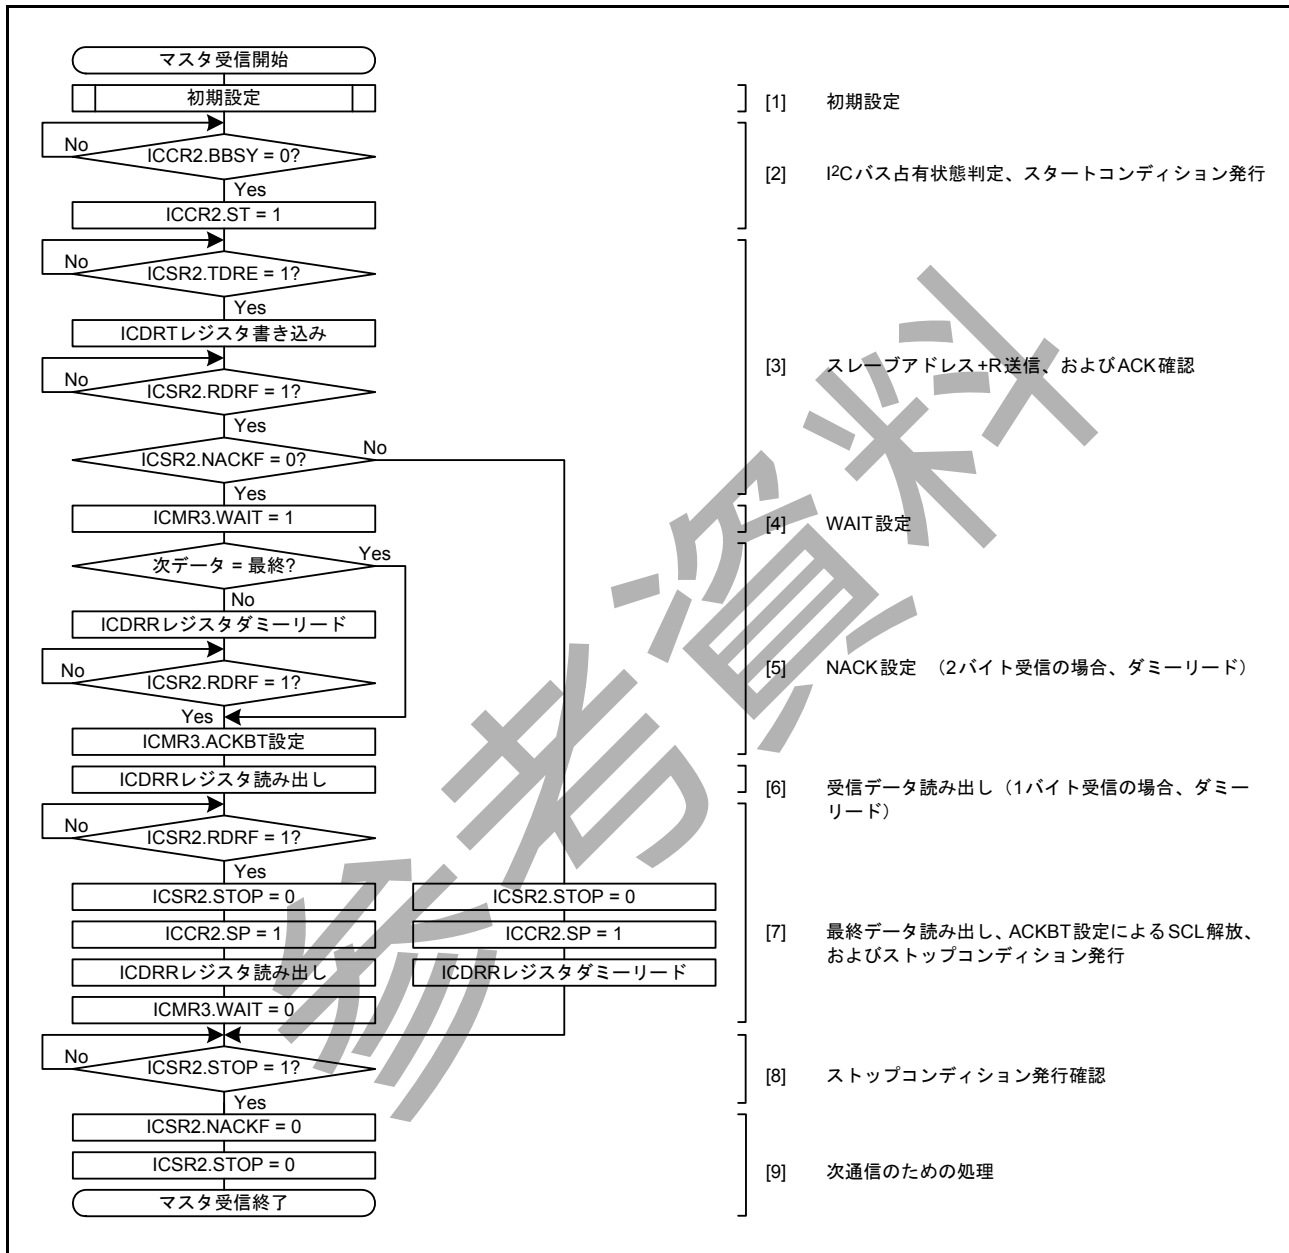 マスタ受信開始
初期設定
[1] 初期設定
No
ICCR2.BBSY = 0?
Yes
[2] I²Cバス占有状態判定、スタートコンディション発行
ICCR2.ST = 1
No
ICSR2.TDRE = 1?
Yes
ICDRTレジスタ書き込み
[3] スレーブアドレス+R送信、およびACK確認
No
ICSR2.RDRF = 1?
Yes
ICSR2.NACKF = 0?
No
Yes
ICMR3.WAIT = 1
[4] WAIT設定
次データ = 最終?
Yes
No
ICDRRレジスタダミーリード
No
ICSR2.RDRF = 1?
[5] NACK設定 （2バイト受信の場合、ダミーリード）
Yes
ICMR3.ACKBT設定
ICDRRレジスタ読み出し
[6] 受信データ読み出し（1バイト受信の場合、ダミー
リード）
No
ICSR2.RDRF = 1?
Yes
ICSR2.STOP = 0
ICSR2.STOP = 0
ICCR2.SP = 1
ICCR2.SP = 1
[7] 最終データ読み出し、ACKBT設定によるSCL解放、
およびストップコンディション発行
ICDRRレジスタ読み出し
ICDRRレジスタダミーリード
ICMR3.WAIT = 0
No
ICSR2.STOP = 1?
[8] ストップコンディション発行確認
Yes
ICSR2.NACKF = 0
ICSR2.STOP = 0
[9] 次通信のための処理
マスタ受信終了
参考資料